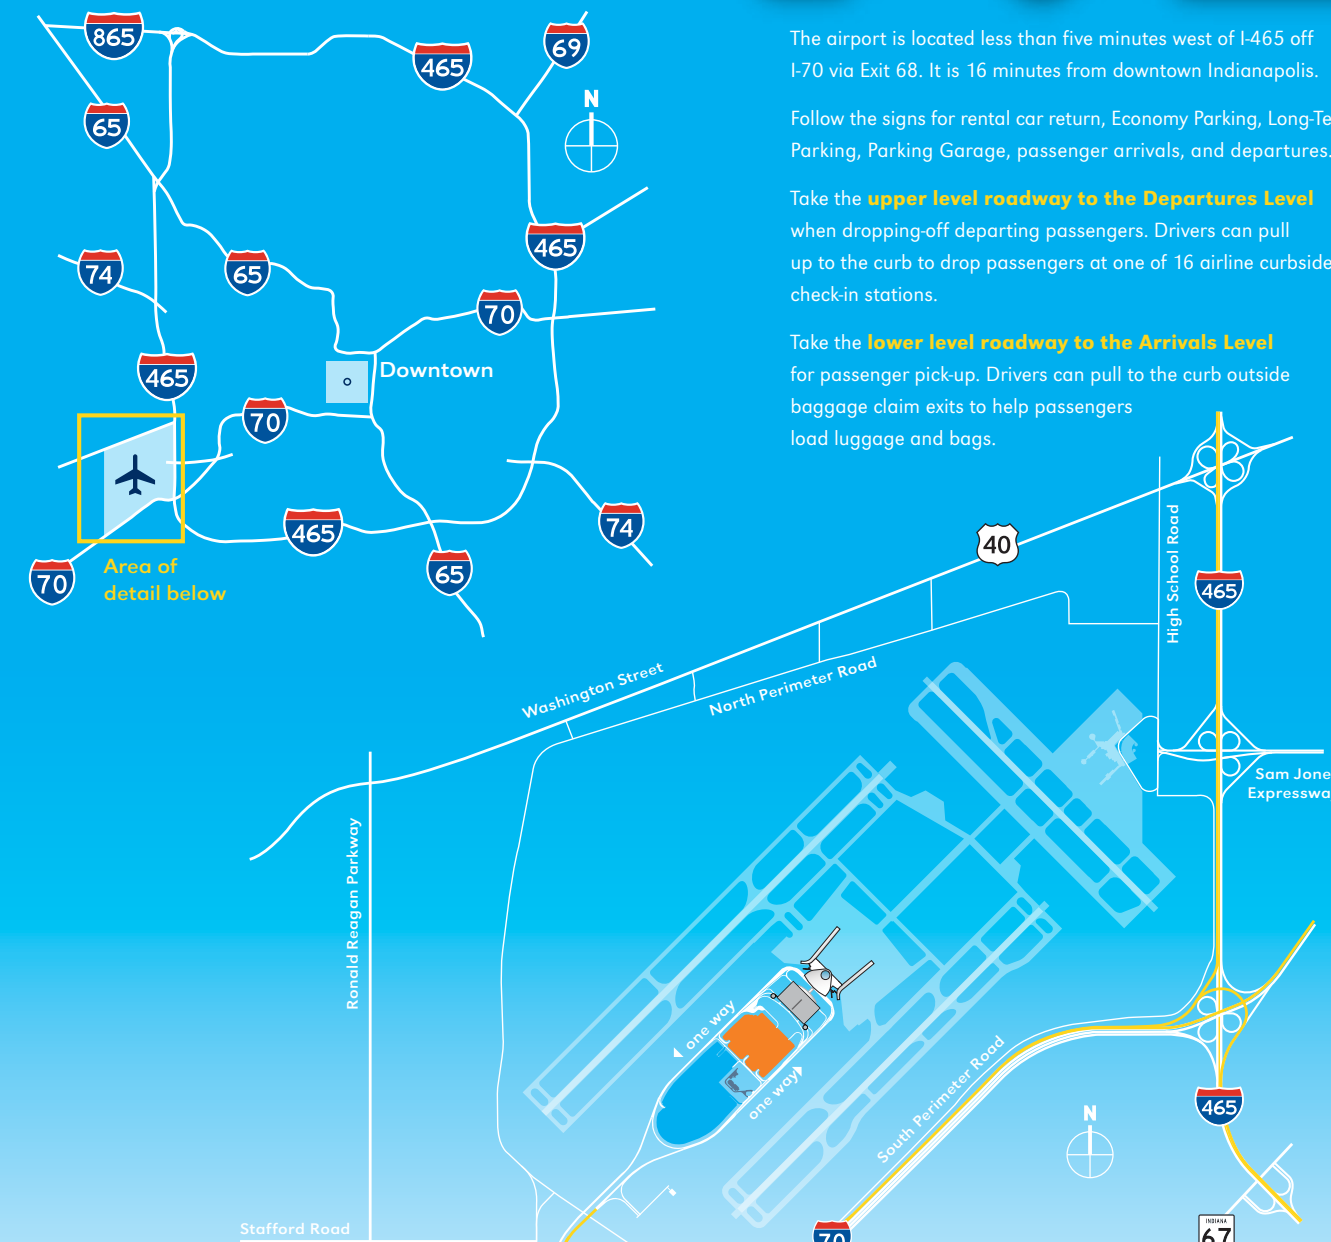 The airport is located less than five minutes west of I-465 off
I-70 via Exit 68. It is 16 minutes from downtown Indianapolis.
Follow the signs for rental car return, Economy Parking, Long-Te
Parking, Parking Garage, passenger arrivals, and departures.
Take the upper level roadway to the Departures Level
when dropping-off departing passengers. Drivers can pull
up to the curb to drop passengers at one of 16 airline curbside
check-in stations.
Take the lower level roadway to the Arrivals Level
for passenger pick-up. Drivers can pull to the curb outside
baggage claim exits to help passengers
load luggage and bags.
865
465
69
N
65
74
65
465
70
465
Downtown
70
465
74
70
65
Area of
detail below
40
High School Road
465
Washington Street
North Perimeter Road
Sam Jone
Expresswa
Ronald Reagan Parkway
one way
one way
South Perimeter Road
465
N
Stafford Road
70
INDIANA
67